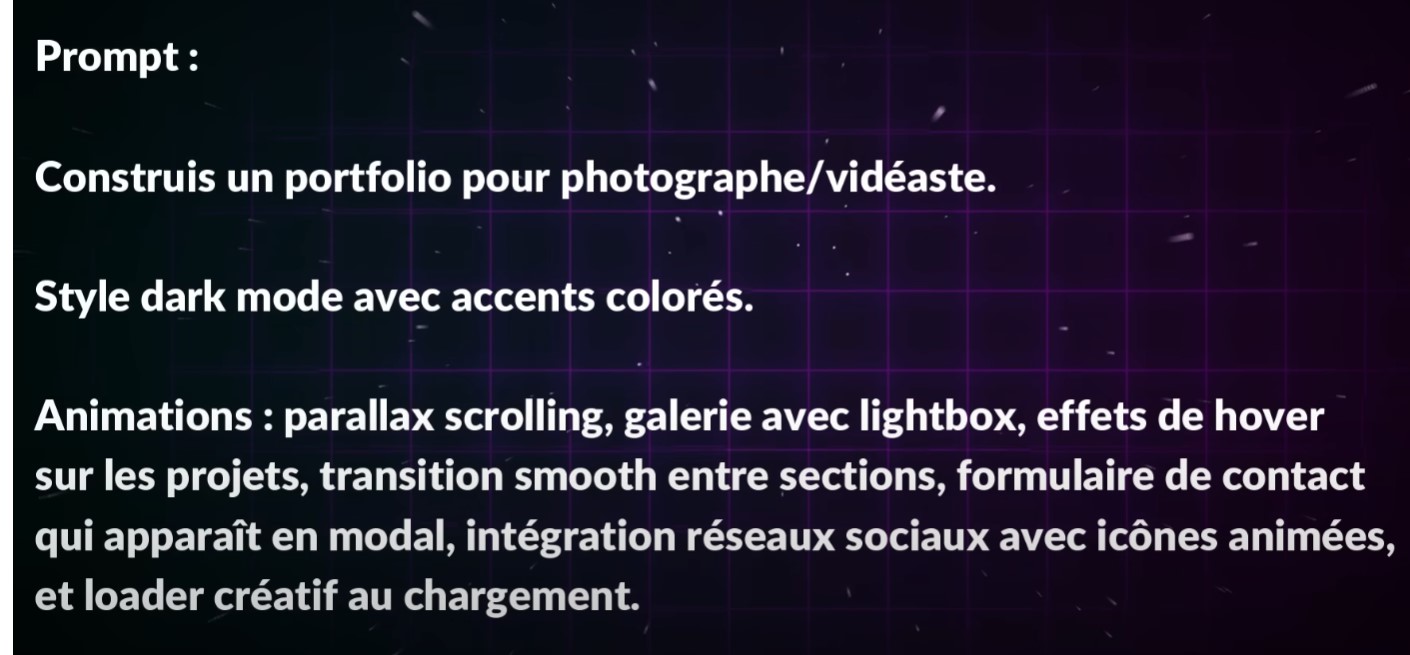 Prompt :
Construis un portfolio pour photographe/vidéaste.
Style dark mode avec accents colorés.
Animations : parallax scrolling, galerie avec lightbox, effets de hover
sur les projets, transition smooth entre sections, formulaire de contact
qui apparaît en modal, intégration réseaux sociaux avec icônes animées,
et loader créatif au chargement.